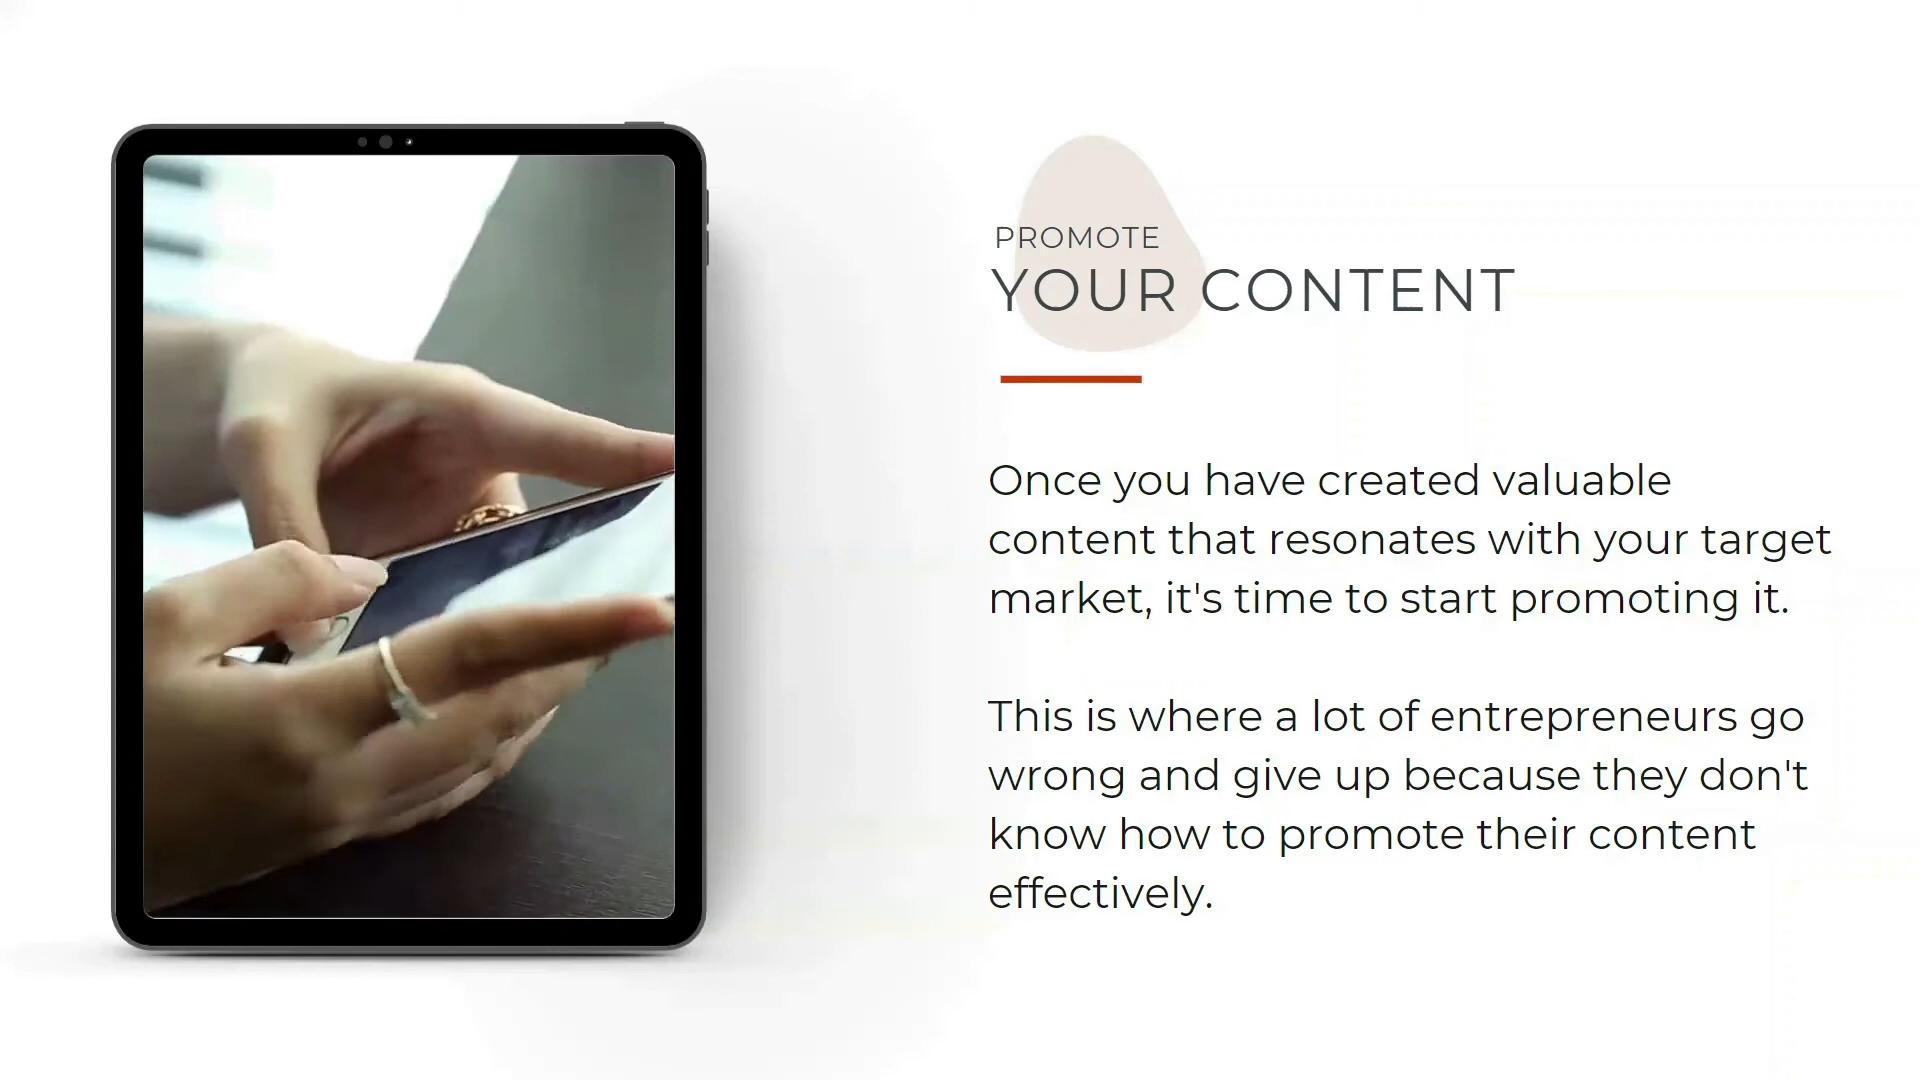 PROMOTE
YOUR CONTENT
Once you have created valuable
content that resonates with your target
market, it's time to start promoting it.
This is where a lot of entrepreneurs go
wrong and give up because they don't
know how to promote their content
effectively.